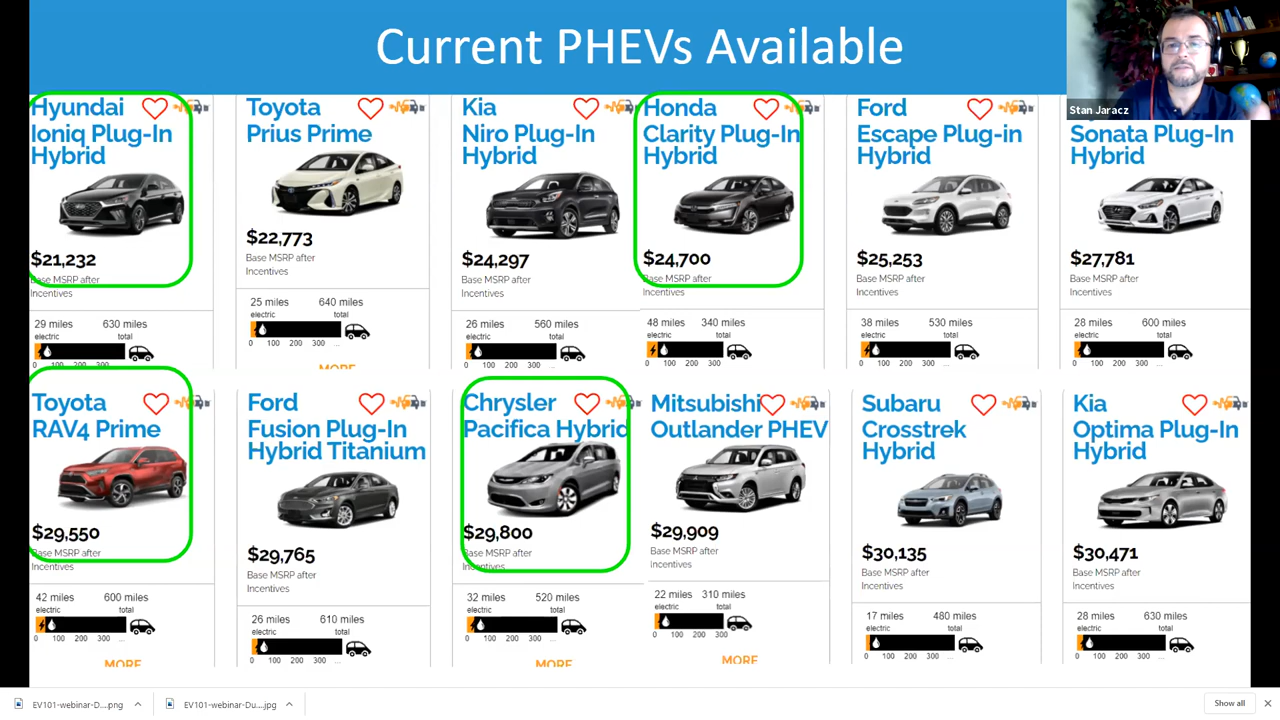 Current PHEVs Available
Stan Jaracz
Hyundai
Ioniq Plug-In
Hybrid
$21,232
Base MSRP after
Incentives
29 miles 630 miles
electric total
0 100 200 300 ...
Toyota
Prius Prime
$22,773
Base MSRP after
Incentives
25 miles 640 miles
electric total
0 100 200 300 ...
MORE
Kia
Niro Plug-In
Hybrid
$24,297
Base MSRP after
Incentives
26 miles 560 miles
electric total
0 100 200 300 ...
Honda
Clarity Plug-In
Hybrid
$24,700
Base MSRP after
Incentives
48 miles 340 miles
electric total
0 100 200 300
Ford
Escape Plug-in
Hybrid
$25,253
Base MSRP after
Incentives
38 miles 530 miles
electric total
0 100 200 300 ...
Sonata Plug-In
Hybrid
$27,781
Base MSRP after
Incentives
28 miles 600 miles
electric total
0 100 200 300 ...
Toyota
RAV4 Prime
$29,550
Base MSRP after
Incentives
42 miles 600 miles
electric total
0 100 200 300 ...
MORE
Ford
Fusion Plug-In
Hybrid Titanium
$29,765
Base MSRP after
Incentives
26 miles 610 miles
electric total
0 100 200 300 ...
Chrysler
Pacifica Hybrid
$29,800
Base MSRP after
Incentives
32 miles 520 miles
electric total
0 100 200 300 ...
MORE
Mitsubishi
Outlander PHEV
$29,909
Base MSRP after
Incentives
22 miles 310 miles
electric total
0 100 200 300
MORE
Subaru
Crosstrek
Hybrid
$30,135
Base MSRP after
Incentives
17 miles 480 miles
electric total
0 100 200 300 ...
Kia
Optima Plug-In
Hybrid
$30,471
Base MSRP after
Incentives
28 miles 630 miles
electric total
0 100 200 300 ...
EV101-webinar-D....png
EV101-webinar-Du....jpg
Show all